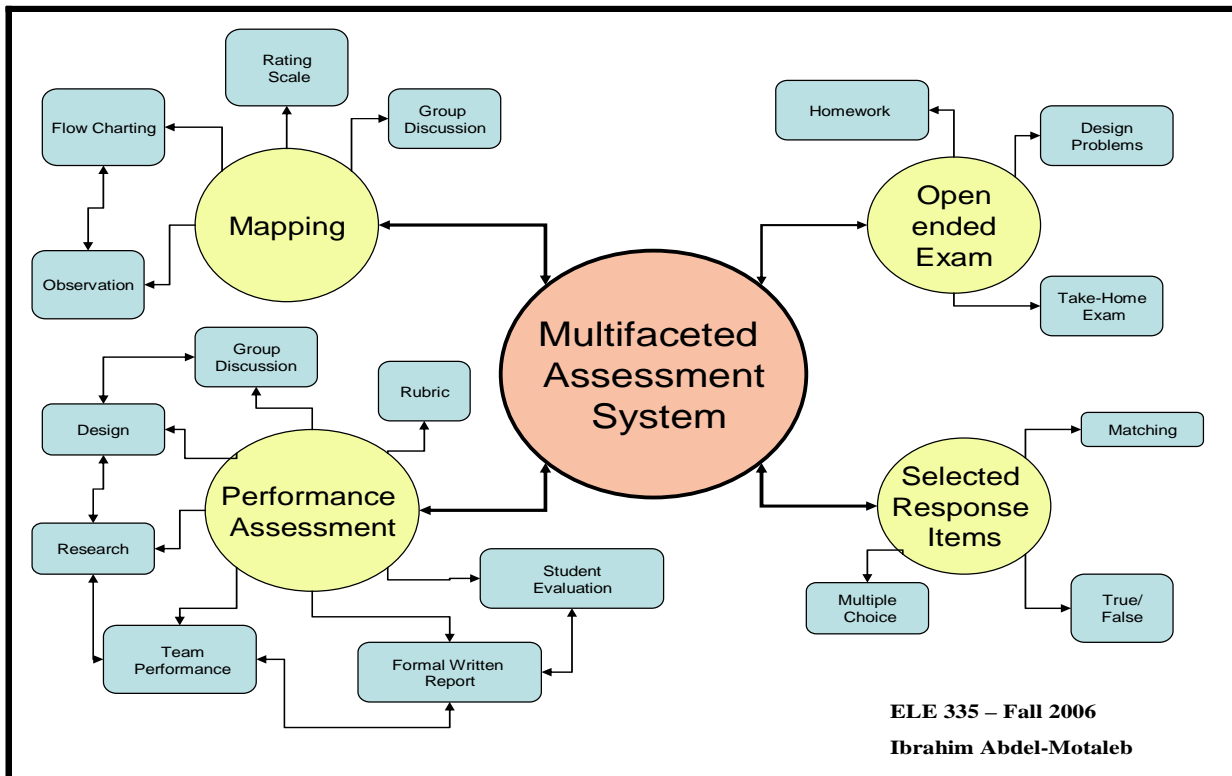 Rating
Scale
Group
Discussion
Flow Charting
Mapping
Observation
Homework
Design
Problems
Open
ended
Exam
Take-Home
Exam
Multifaceted
Assessment
System
Group
Discussion
Rubric
Design
Performance
Assessment
Research
Student
Evaluation
Team
Performance
Formal Written
Report
Matching
Selected
Response
Items
Multiple
Choice
True/
False
ELE 335 – Fall 2006
Ibrahim Abdel-Motaleb